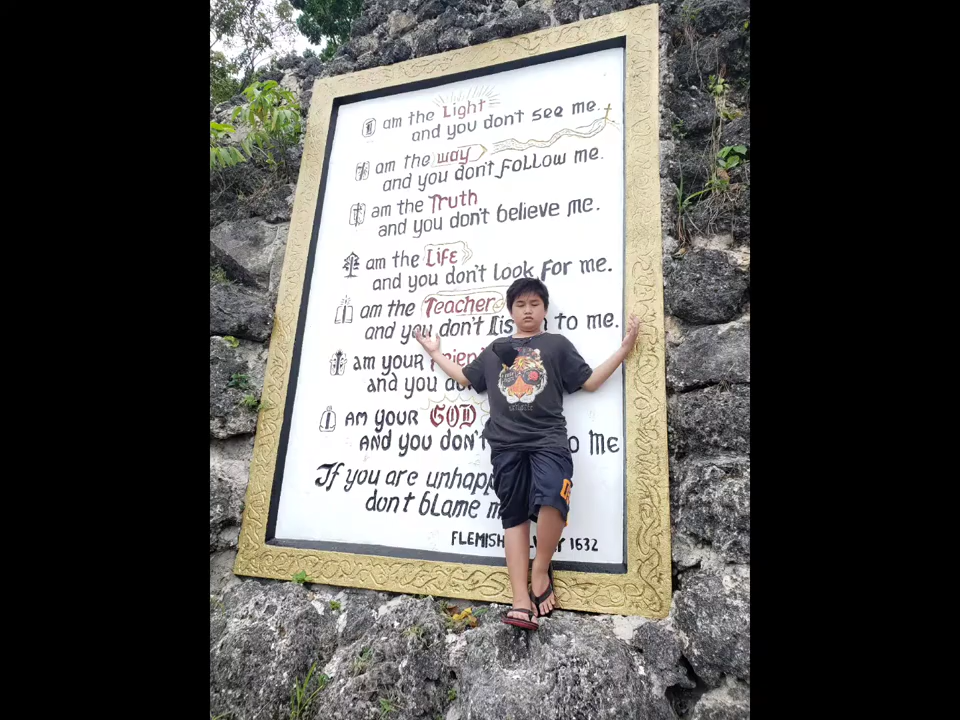 I am the Light
and you don't see me.
I am the way
and you don't Follow me.
I am the Truth
and you don't believe me.
I am the Life
and you don't look for me.
I am the Teacher
and you don't to me.
I am your
and you
I AM YOUR GOD
AND YOU DON'T TO ME
If you are
don't blame
FLEMISH 1632